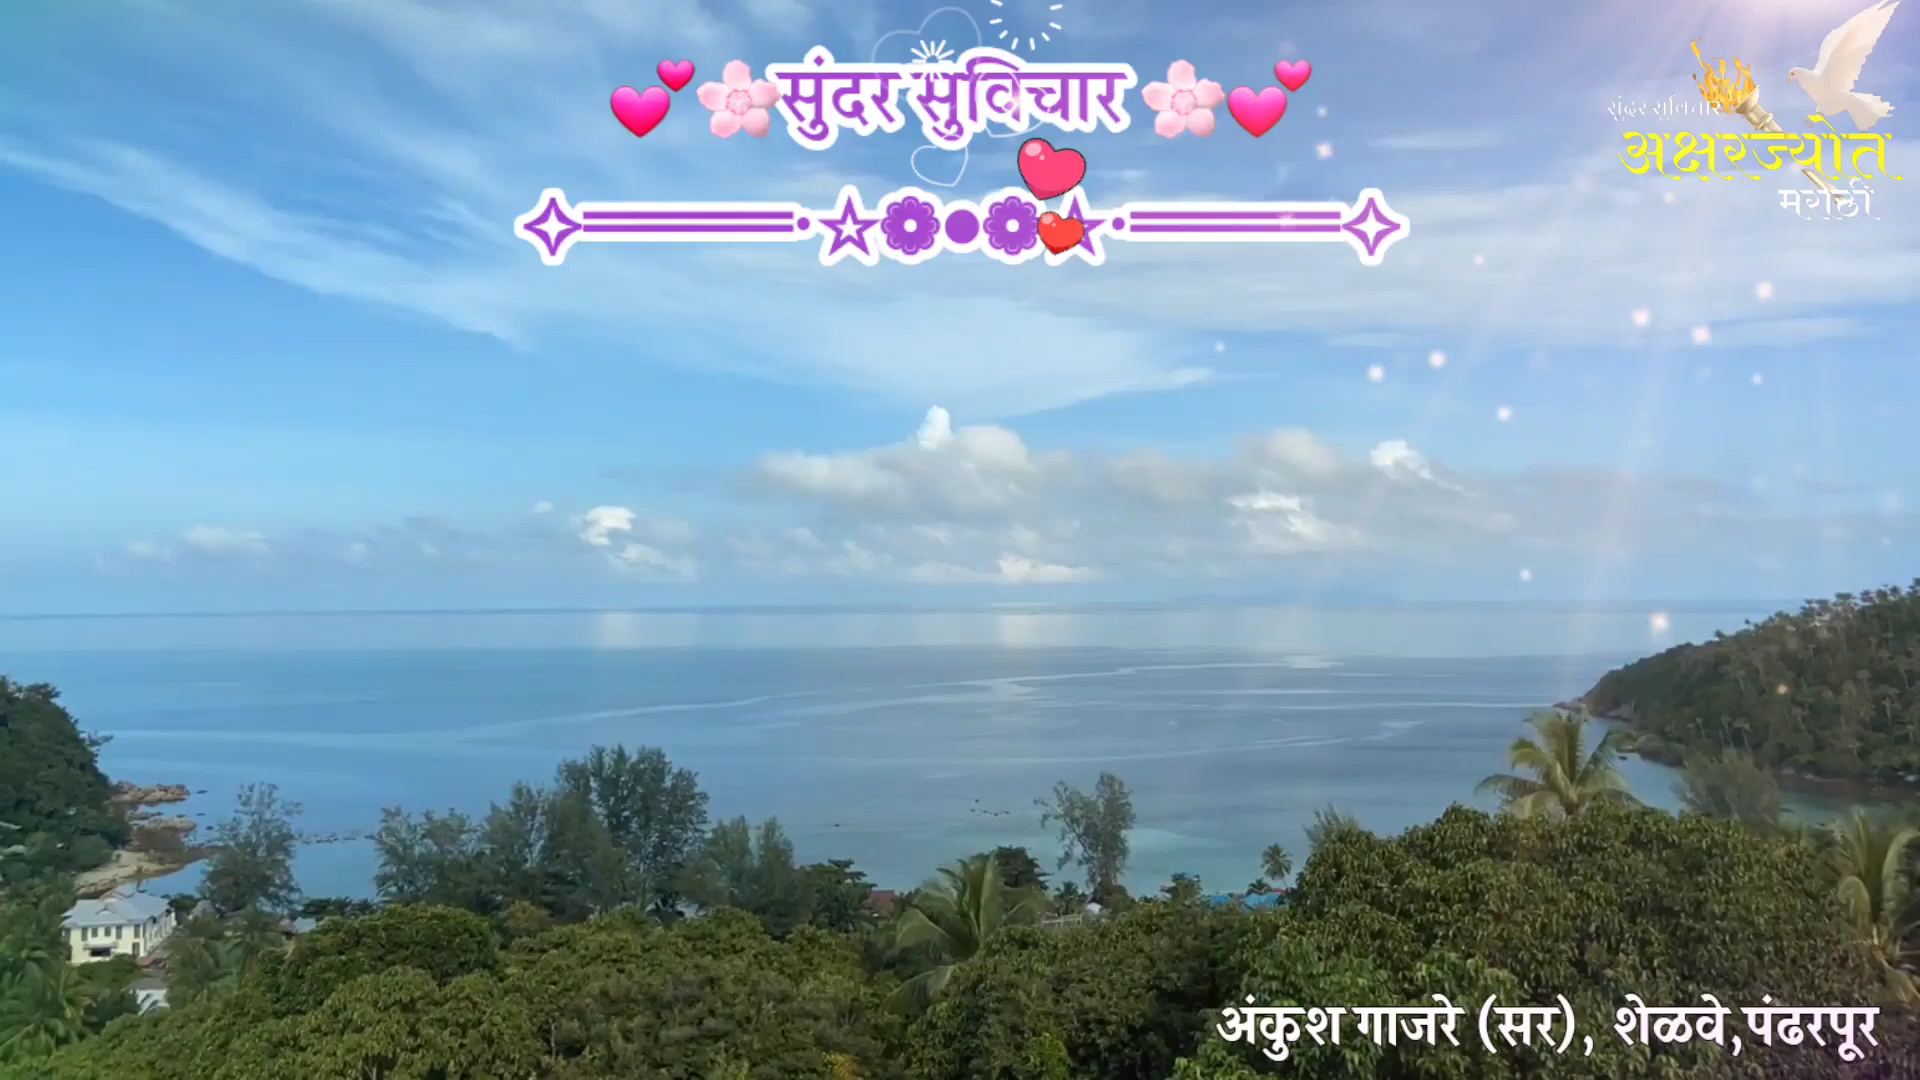 💕🌸सुंदर सुविचार 🌸💕
✧═════•☆❁●❁☆•═════✧
सुंदर सुविचार
अक्षरज्योत
मराठी
अंकुश गाजरे (सर), शेळवे,पंढरपूर